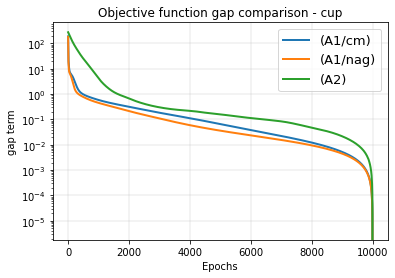 Objective function gap comparison - cup
(A1/cm)
(A1/nag)
(A2)
gap term
10²
10¹
10⁰
10⁻¹
10⁻²
10⁻³
10⁻⁴
10⁻⁵
0 2000 4000 6000 8000 10000
Epochs